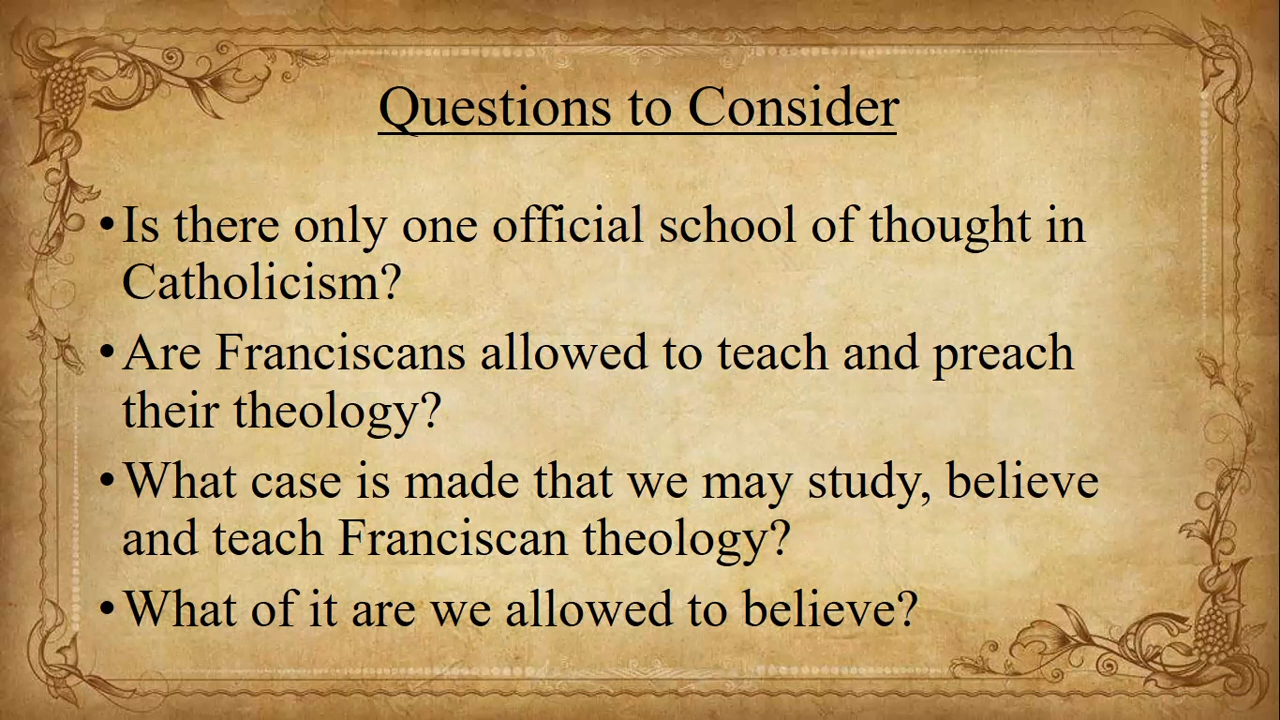 Questions to Consider
•Is there only one official school of thought in
Catholicism?
•Are Franciscans allowed to teach and preach
their theology?
•What case is made that we may study, believe
and teach Franciscan theology?
•What of it are we allowed to believe?